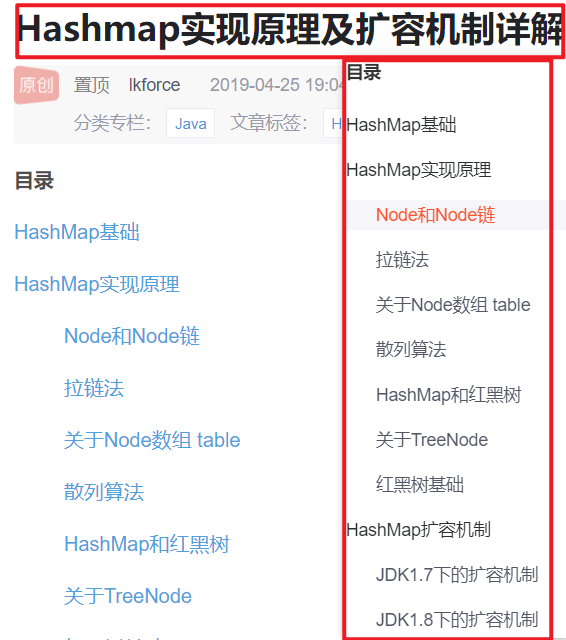 Hashmap实现原理及扩容机制详解
原创 置顶 lkforce 2019-04-25 19:04
分类专栏： Java 文章标签： H
目录
HashMap基础
HashMap实现原理
Node和Node链
拉链法
关于Node数组 table
散列算法
HashMap和红黑树
关于TreeNode
目录
HashMap基础
HashMap实现原理
Node和Node链
拉链法
关于Node数组 table
散列算法
HashMap和红黑树
关于TreeNode
红黑树基础
HashMap扩容机制
JDK1.7下的扩容机制
JDK1.8下的扩容机制